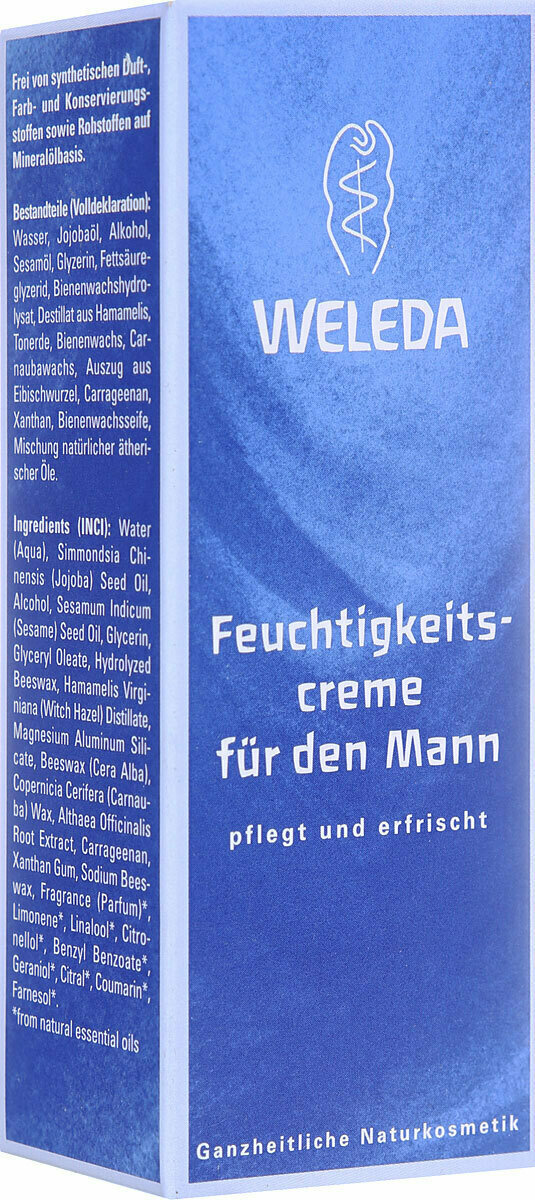 Frei von synthetischen Duft-,
Farb- und Konservierungs-
stoffen sowie Rohstoffen auf
Mineralölbasis.
Bestandteile (Volldeklaration):
Wasser, Jojobaöl, Alkohol,
Sesamöl, Glyzerin, Fettsäure-
glyzerid, Bienenwachshydro-
lysat, Destillat aus Hamamelis,
Tonerde, Bienenwachs, Car-
naubawachs, Auszug aus
Eibischwurzel, Carrageenan,
Xanthan, Bienenwachsseife,
Mischung natürlicher ätheri-
scher Öle.
Ingredients (INCI): Water
(Aqua), Simmondsia Chi-
nensis (Jojoba) Seed Oil,
Alcohol, Sesamum Indicum
(Sesame) Seed Oil, Glycerin,
Glyceryl Oleate, Hydrolyzed
Beeswax, Hamamelis Virgi-
niana (Witch Hazel) Distillate,
Magnesium Aluminum Sili-
cate, Beeswax (Cera Alba),
Copernicia Cerifera (Carnau-
ba) Wax, Althaea Officinalis
Root Extract, Carrageenan,
Xanthan Gum, Sodium Bees-
wax, Fragrance (Parfum)*,
Limonene*, Linalool*, Citro-
nellol*, Benzyl Benzoate*,
Geraniol*, Citral*, Coumarin*,
Farnesol*.
*from natural essential oils
WELEDA
Feuchtigkeits-
creme
für den Mann
pflegt und erfrischt
Ganzheitliche Naturkosmetik